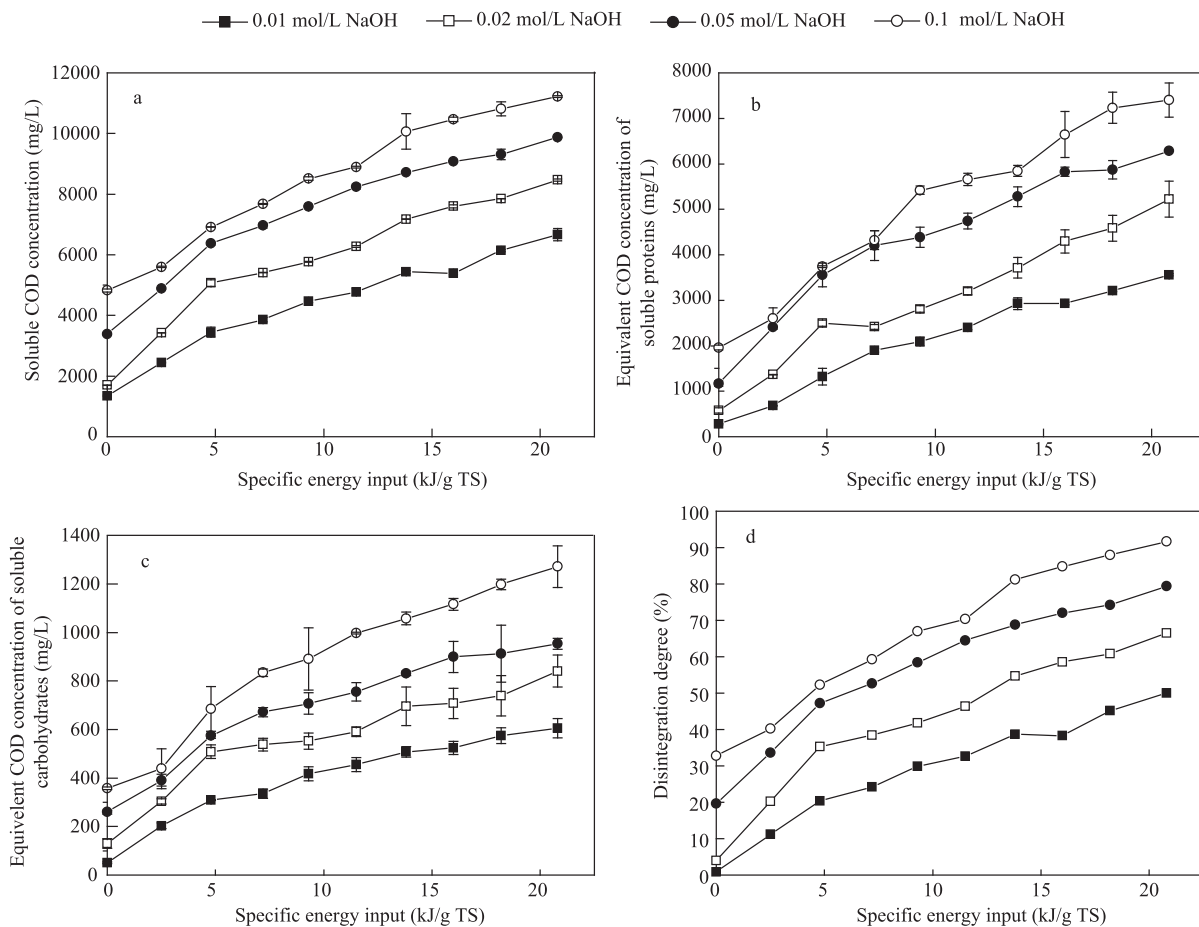 0.01 mol/L NaOH 0.02 mol/L NaOH 0.05 mol/L NaOH 0.1 mol/L NaOH
a
Soluble COD concentration (mg/L)
12000
10000
8000
6000
4000
2000
0
0 5 10 15 20
Specific energy input (kJ/g TS)
b
Equivalent COD concentration of
soluble proteins (mg/L)
8000
7000
6000
5000
4000
3000
2000
1000
0
0 5 10 15 20
Specific energy input (kJ/g TS)
c
Equivelent COD concentration of soluble
carbohydrates (mg/L)
1400
1200
1000
800
600
400
200
0
0 5 10 15 20
Specific energy input (kJ/g TS)
d
Disintegration degree (%)
100
90
80
70
60
50
40
30
20
10
0
0 5 10 15 20
Specific energy input (kJ/g TS)